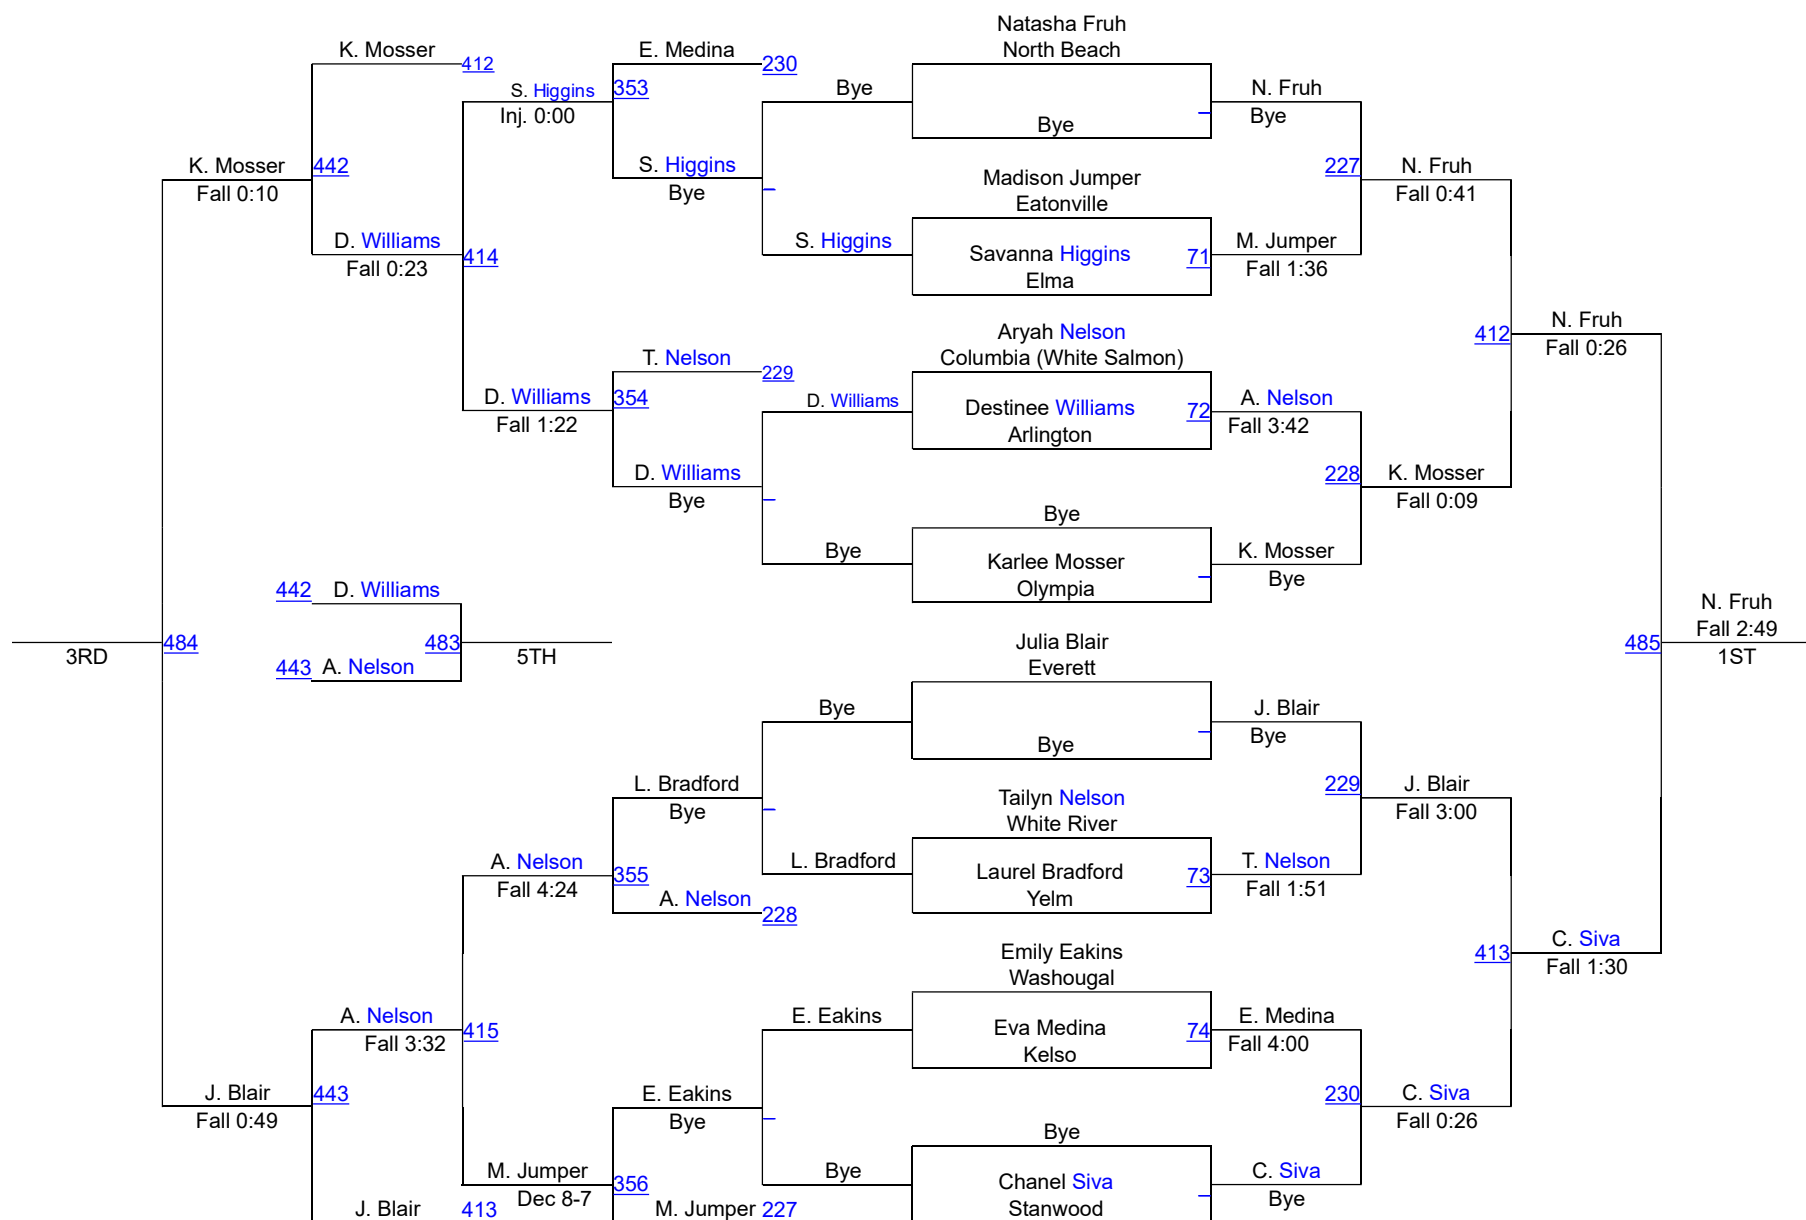 Natasha Fruh
North Beach
K. Mosser
412
E. Medina
230
S. Higgins
353
Inj. 0:00
Bye
N. Fruh
Bye
Bye
K. Mosser
442
Fall 0:10
S. Higgins
Bye
Madison Jumper
Eatonville
227
N. Fruh
Fall 0:41
D. Williams
414
Fall 0:23
S. Higgins
Savanna Higgins
Elma
71
M. Jumper
Fall 1:36
Aryah Nelson
Columbia (White Salmon)
412
N. Fruh
Fall 0:26
T. Nelson
229
D. Williams
354
Fall 1:22
D. Williams
Destinee Williams
Arlington
72
A. Nelson
Fall 3:42
D. Williams
Bye
228
K. Mosser
Fall 0:09
Bye
Bye
Karlee Mosser
Olympia
K. Mosser
Bye
442
D. Williams
484
3RD
483
5TH
443
A. Nelson
N. Fruh
Fall 2:49
485
1ST
Julia Blair
Everett
Bye
Bye
J. Blair
Bye
L. Bradford
Bye
Tailyn Nelson
White River
229
J. Blair
Fall 3:00
A. Nelson
355
Fall 4:24
L. Bradford
Laurel Bradford
Yelm
73
T. Nelson
Fall 1:51
A. Nelson
228
Emily Eakins
Washougal
413
C. Siva
Fall 1:30
A. Nelson
415
Fall 3:32
E. Eakins
Eva Medina
Kelso
74
E. Medina
Fall 4:00
J. Blair
443
Fall 0:49
E. Eakins
Bye
230
C. Siva
Fall 0:26
Bye
M. Jumper
356
Dec 8-7
Bye
Chanel Siva
Stanwood
C. Siva
Bye
J. Blair
413
M. Jumper
227